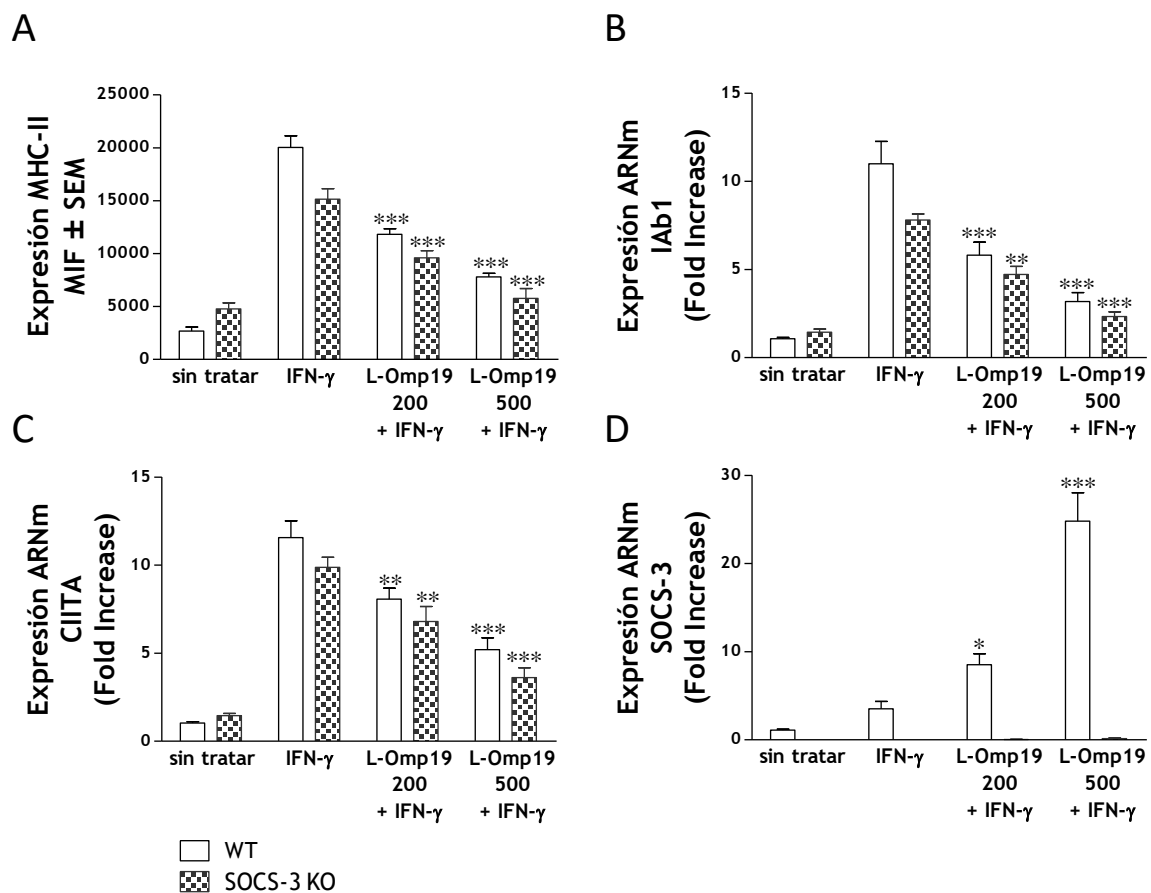 A
Expresión MHC-II
MIF ± SEM
25000
20000
15000
10000
5000
0
***
***
***
***
sin tratar
IFN-γ
L-Omp19
200
+ IFN-γ
L-Omp19
500
+ IFN-γ
B
Expresión ARNm
IAb1
(Fold Increase)
15
10
5
0
***
**
***
***
sin tratar
IFN-γ
L-Omp19
200
+ IFN-γ
L-Omp19
500
+ IFN-γ
C
Expresión ARNm
CIITA
(Fold Increase)
15
10
5
0
**
**
***
***
sin tratar
IFN-γ
L-Omp19
200
+ IFN-γ
L-Omp19
500
+ IFN-γ
D
Expresión ARNm
SOCS-3
(Fold Increase)
30
20
10
0
*
***
sin tratar
IFN-γ
L-Omp19
200
+ IFN-γ
L-Omp19
500
+ IFN-γ
WT
SOCS-3 KO